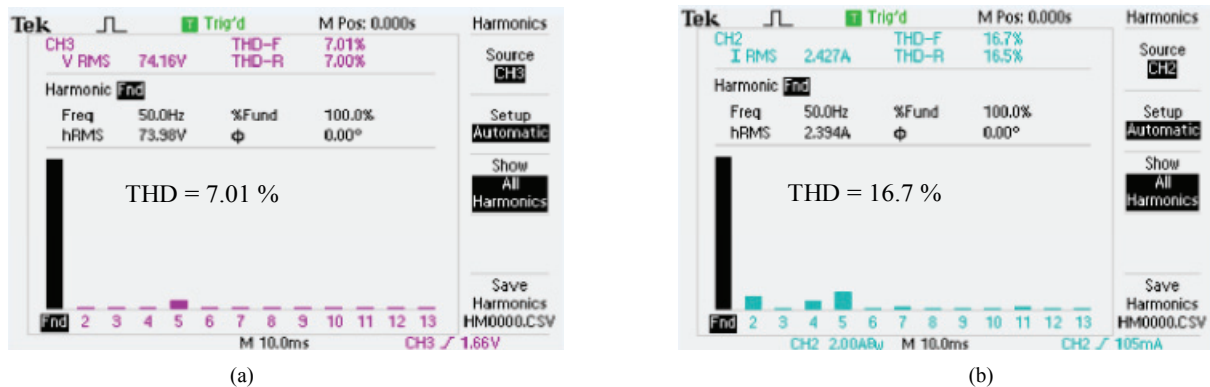 Tek T Trig'd M Pos: 0.000s Harmonics
CH3 THD-F 7.01%
V RMS 74.16V THD-R 7.00%
Source
CH3
Harmonic Fnd
Freq 50.0Hz %Fund 100.0%
hRMS 73.98V Φ 0.00°
Setup
Automatic
Show
All
Harmonics
THD = 7.01 %
Save
Harmonics
HM0000.CSV
Fnd 2 3 4 5 6 7 8 9 10 11 12 13
M 10.0ms CH3 1.66V
(a)
Tek T Trig'd M Pos: 0.000s Harmonics
CH2 THD-F 16.7%
I RMS 2.427A THD-R 16.5%
Source
CH2
Harmonic Fnd
Freq 50.0Hz %Fund 100.0%
hRMS 2.394A Φ 0.00°
Setup
Automatic
Show
All
Harmonics
THD = 16.7 %
Save
Harmonics
HM0000.CSV
Fnd 2 3 4 5 6 7 8 9 10 11 12 13
CH2 2.00ABw M 10.0ms CH2 105mA
(b)